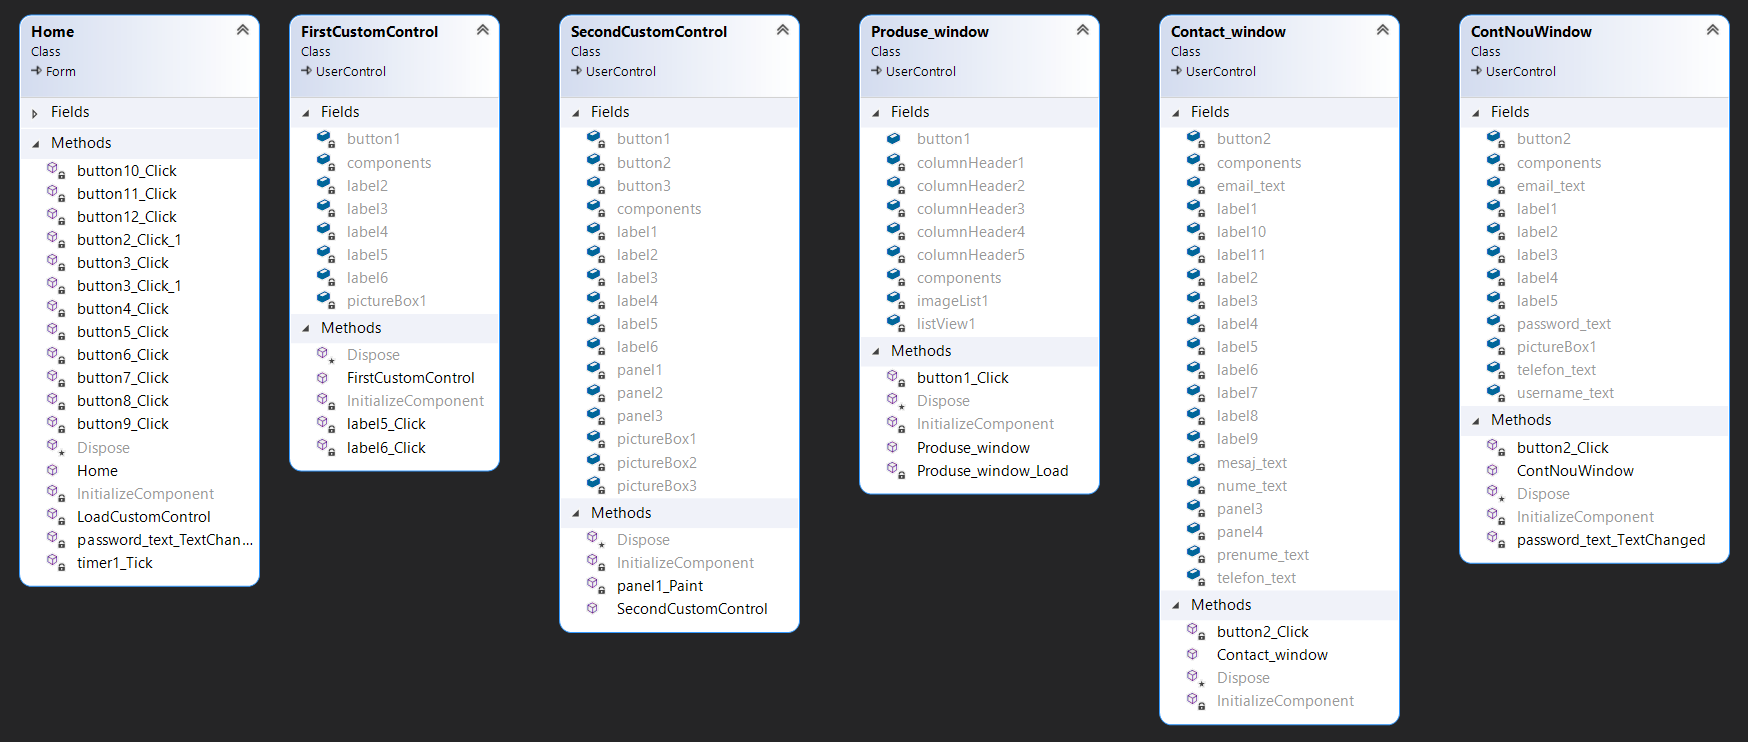 Home
Class
Form
Fields
Methods
button10_Click
button11_Click
button12_Click
button2_Click_1
button3_Click
button3_Click_1
button4_Click
button5_Click
button6_Click
button7_Click
button8_Click
button9_Click
Dispose
Home
InitializeComponent
LoadCustomControl
password_text_TextChan...
timer1_Tick
FirstCustomControl
Class
UserControl
Fields
button1
components
label2
label3
label4
label5
label6
pictureBox1
Methods
Dispose
FirstCustomControl
InitializeComponent
label5_Click
label6_Click
SecondCustomControl
Class
UserControl
Fields
button1
button2
button3
components
label1
label2
label3
label4
label5
label6
panel1
panel2
panel3
pictureBox1
pictureBox2
pictureBox3
Methods
Dispose
InitializeComponent
panel1_Paint
SecondCustomControl
Produse_window
Class
UserControl
Fields
button1
columnHeader1
columnHeader2
columnHeader3
columnHeader4
columnHeader5
components
imageList1
listView1
Methods
button1_Click
Dispose
InitializeComponent
Produse_window
Produse_window_Load
Contact_window
Class
UserControl
Fields
button2
components
email_text
label1
label10
label11
label2
label3
label4
label5
label6
label7
label8
label9
mesaj_text
nume_text
panel3
panel4
prenume_text
telefon_text
Methods
button2_Click
Contact_window
Dispose
InitializeComponent
ContNouWindow
Class
UserControl
Fields
button2
components
email_text
label1
label2
label3
label4
label5
password_text
pictureBox1
telefon_text
username_text
Methods
button2_Click
ContNouWindow
Dispose
InitializeComponent
password_text_TextChanged